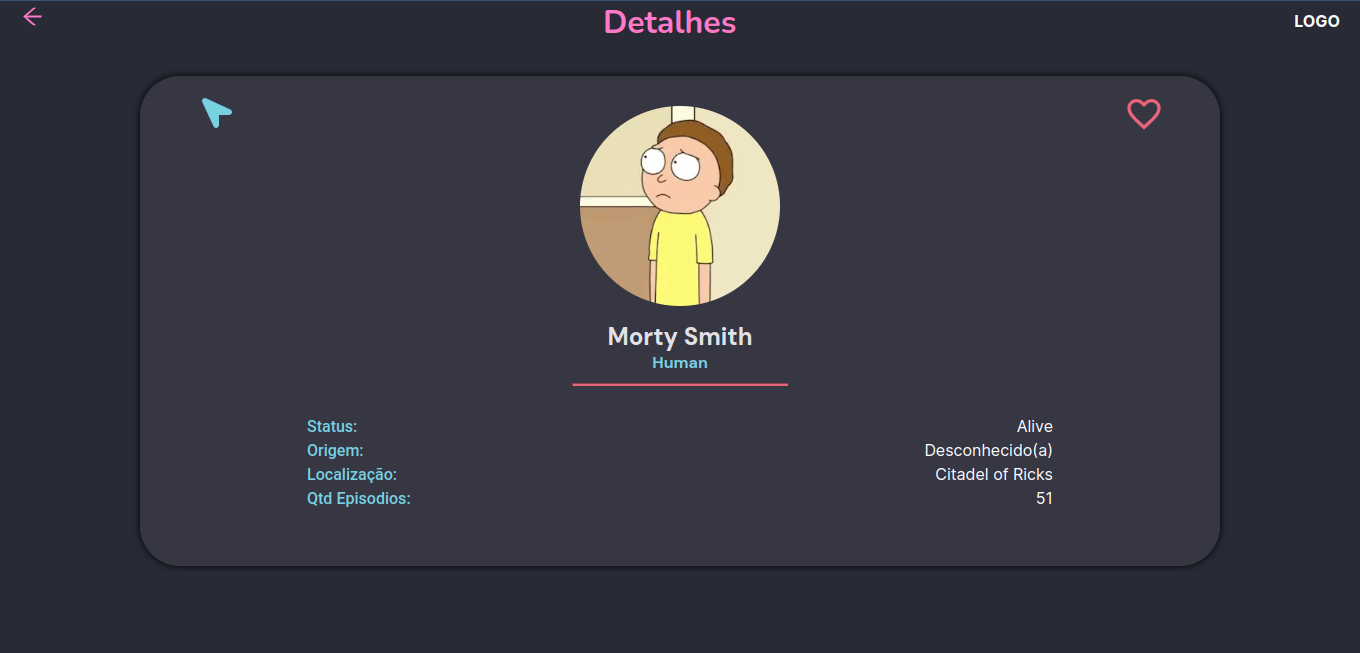 Detalhes
LOGO
Morty Smith
Human
Status: Alive
Origem: Desconhecido(a)
Localização: Citadel of Ricks
Qtd Episodios: 51